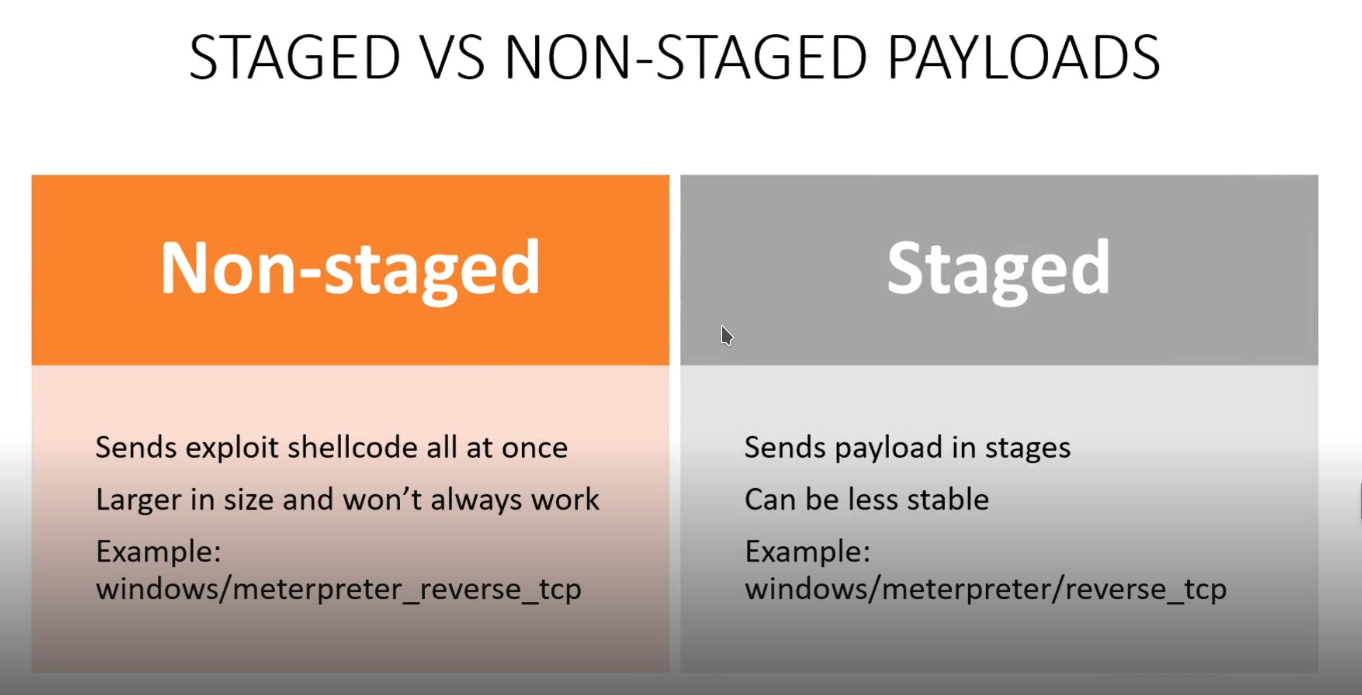 STAGED VS NON-STAGED PAYLOADS
Non-staged
Sends exploit shellcode all at once
Larger in size and won’t always work
Example:
windows/meterpreter_reverse_tcp
Staged
Sends payload in stages
Can be less stable
Example:
windows/meterpreter/reverse_tcp